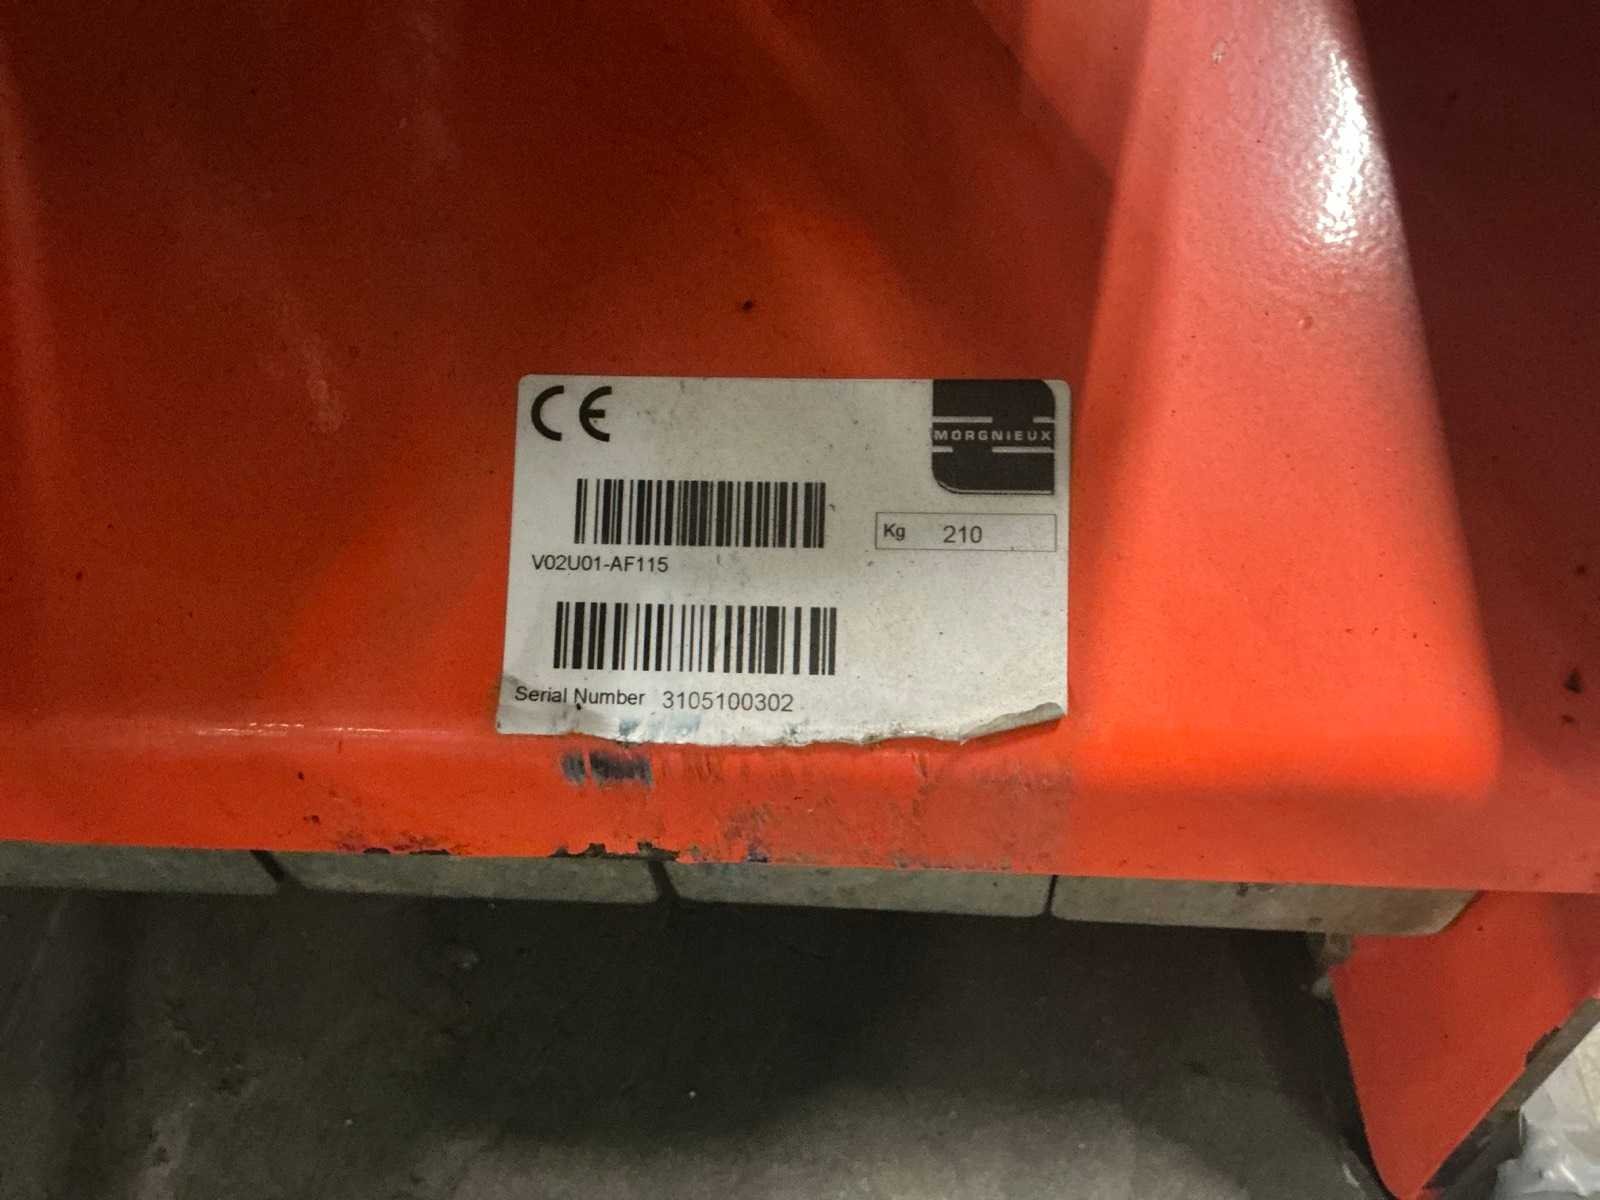 CE
MORGNIEUX
Kg 210
V02U01-AF115
Serial Number 3105100302